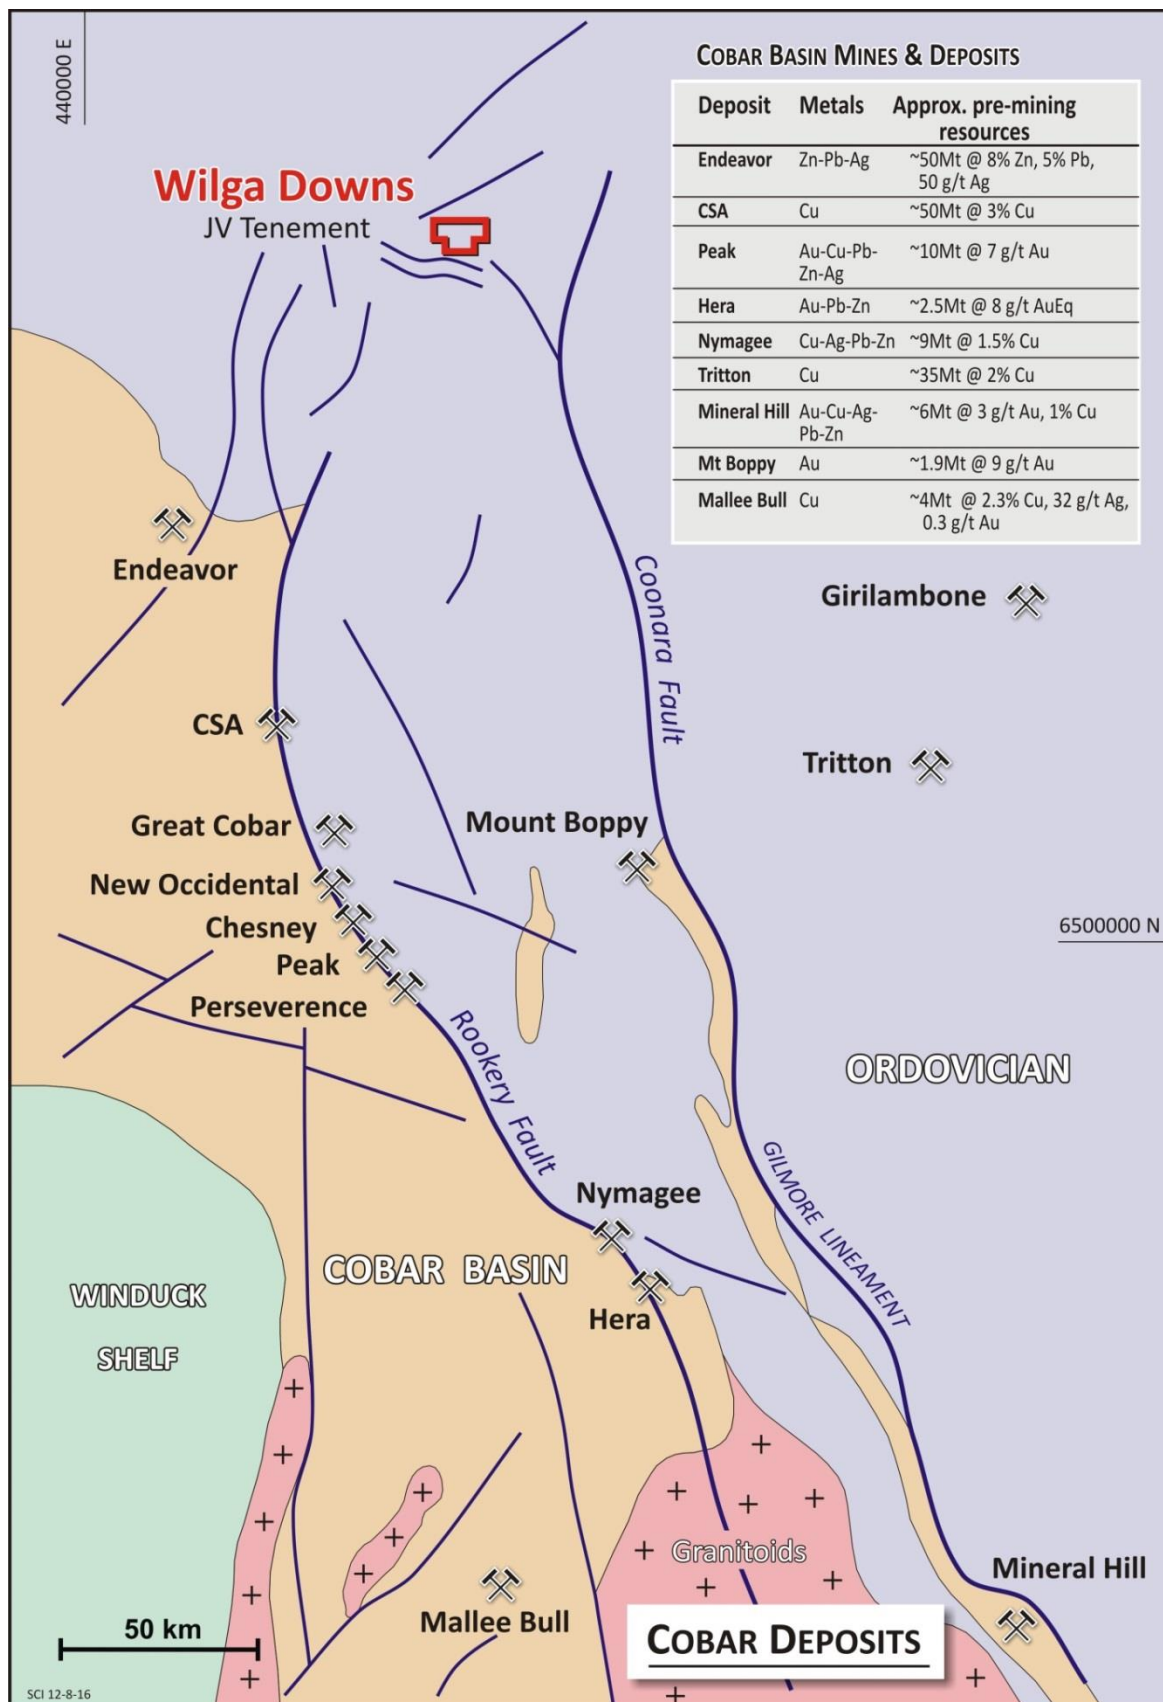 440000 E
COBAR BASIN MINES & DEPOSITS
Deposit Metals Approx. pre-mining
resources
Endeavor Zn-Pb-Ag ~50Mt @ 8% Zn, 5% Pb,
50 g/t Ag
CSA Cu ~50Mt @ 3% Cu
Peak Au-Cu-Pb- ~10Mt @ 7 g/t Au
Zn-Ag
Hera Au-Pb-Zn ~2.5Mt @ 8 g/t AuEq
Nymagee Cu-Ag-Pb-Zn ~9Mt @ 1.5% Cu
Tritton Cu ~35Mt @ 2% Cu
Mineral Hill Au-Cu-Ag- ~6Mt @ 3 g/t Au, 1% Cu
Pb-Zn
Mt Boppy Au ~1.9Mt @ 9 g/t Au
Mallee Bull Cu ~4Mt @ 2.3% Cu, 32 g/t Ag,
0.3 g/t Au
Wilga Downs
JV Tenement
Endeavor
Girilambone
Coonara Fault
CSA
Tritton
Great Cobar
Mount Boppy
New Occidental
Chesney
6500000 N
Peak
Perseverence
Rookery Fault
ORDOVICIAN
Nymagee
GILMORE LINEAMENT
COBAR BASIN
WINDUCK
SHELF
Hera
Granitoids
Mineral Hill
Mallee Bull
50 km
COBAR DEPOSITS
SCI 12-8-16